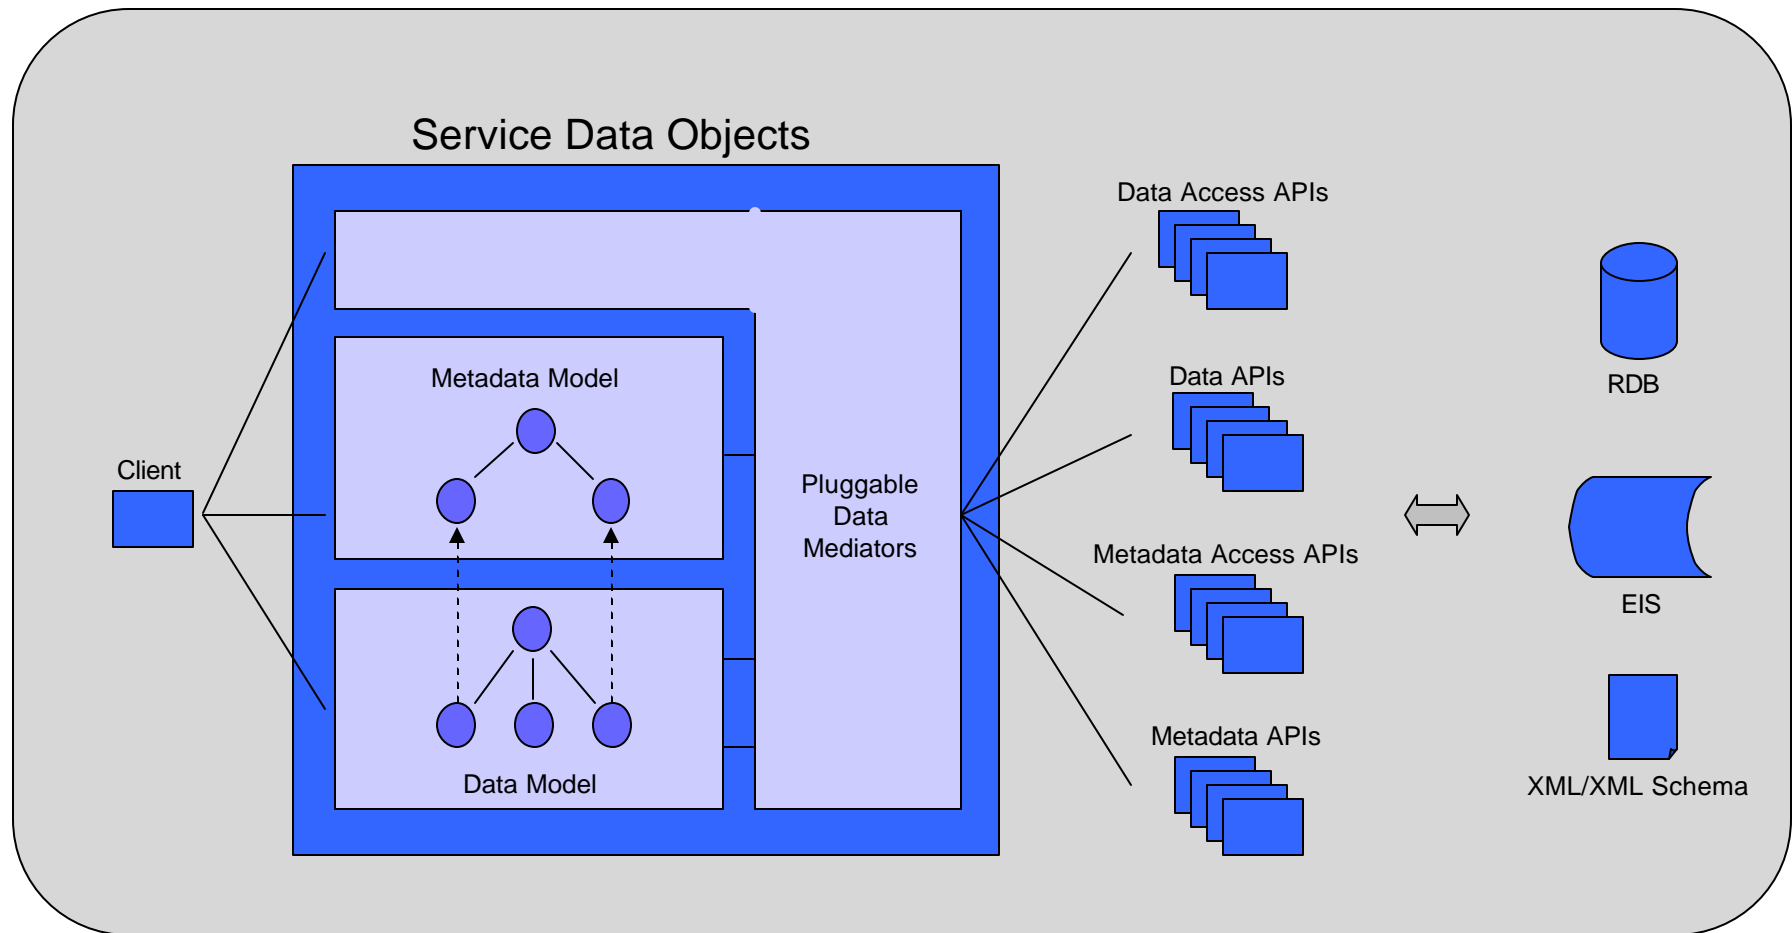 Service Data Objects
Client
Metadata Model
Data Model
Pluggable
Data
Mediators
Data Access APIs
Data APIs
Metadata Access APIs
Metadata APIs
RDB
EIS
XML/XML Schema